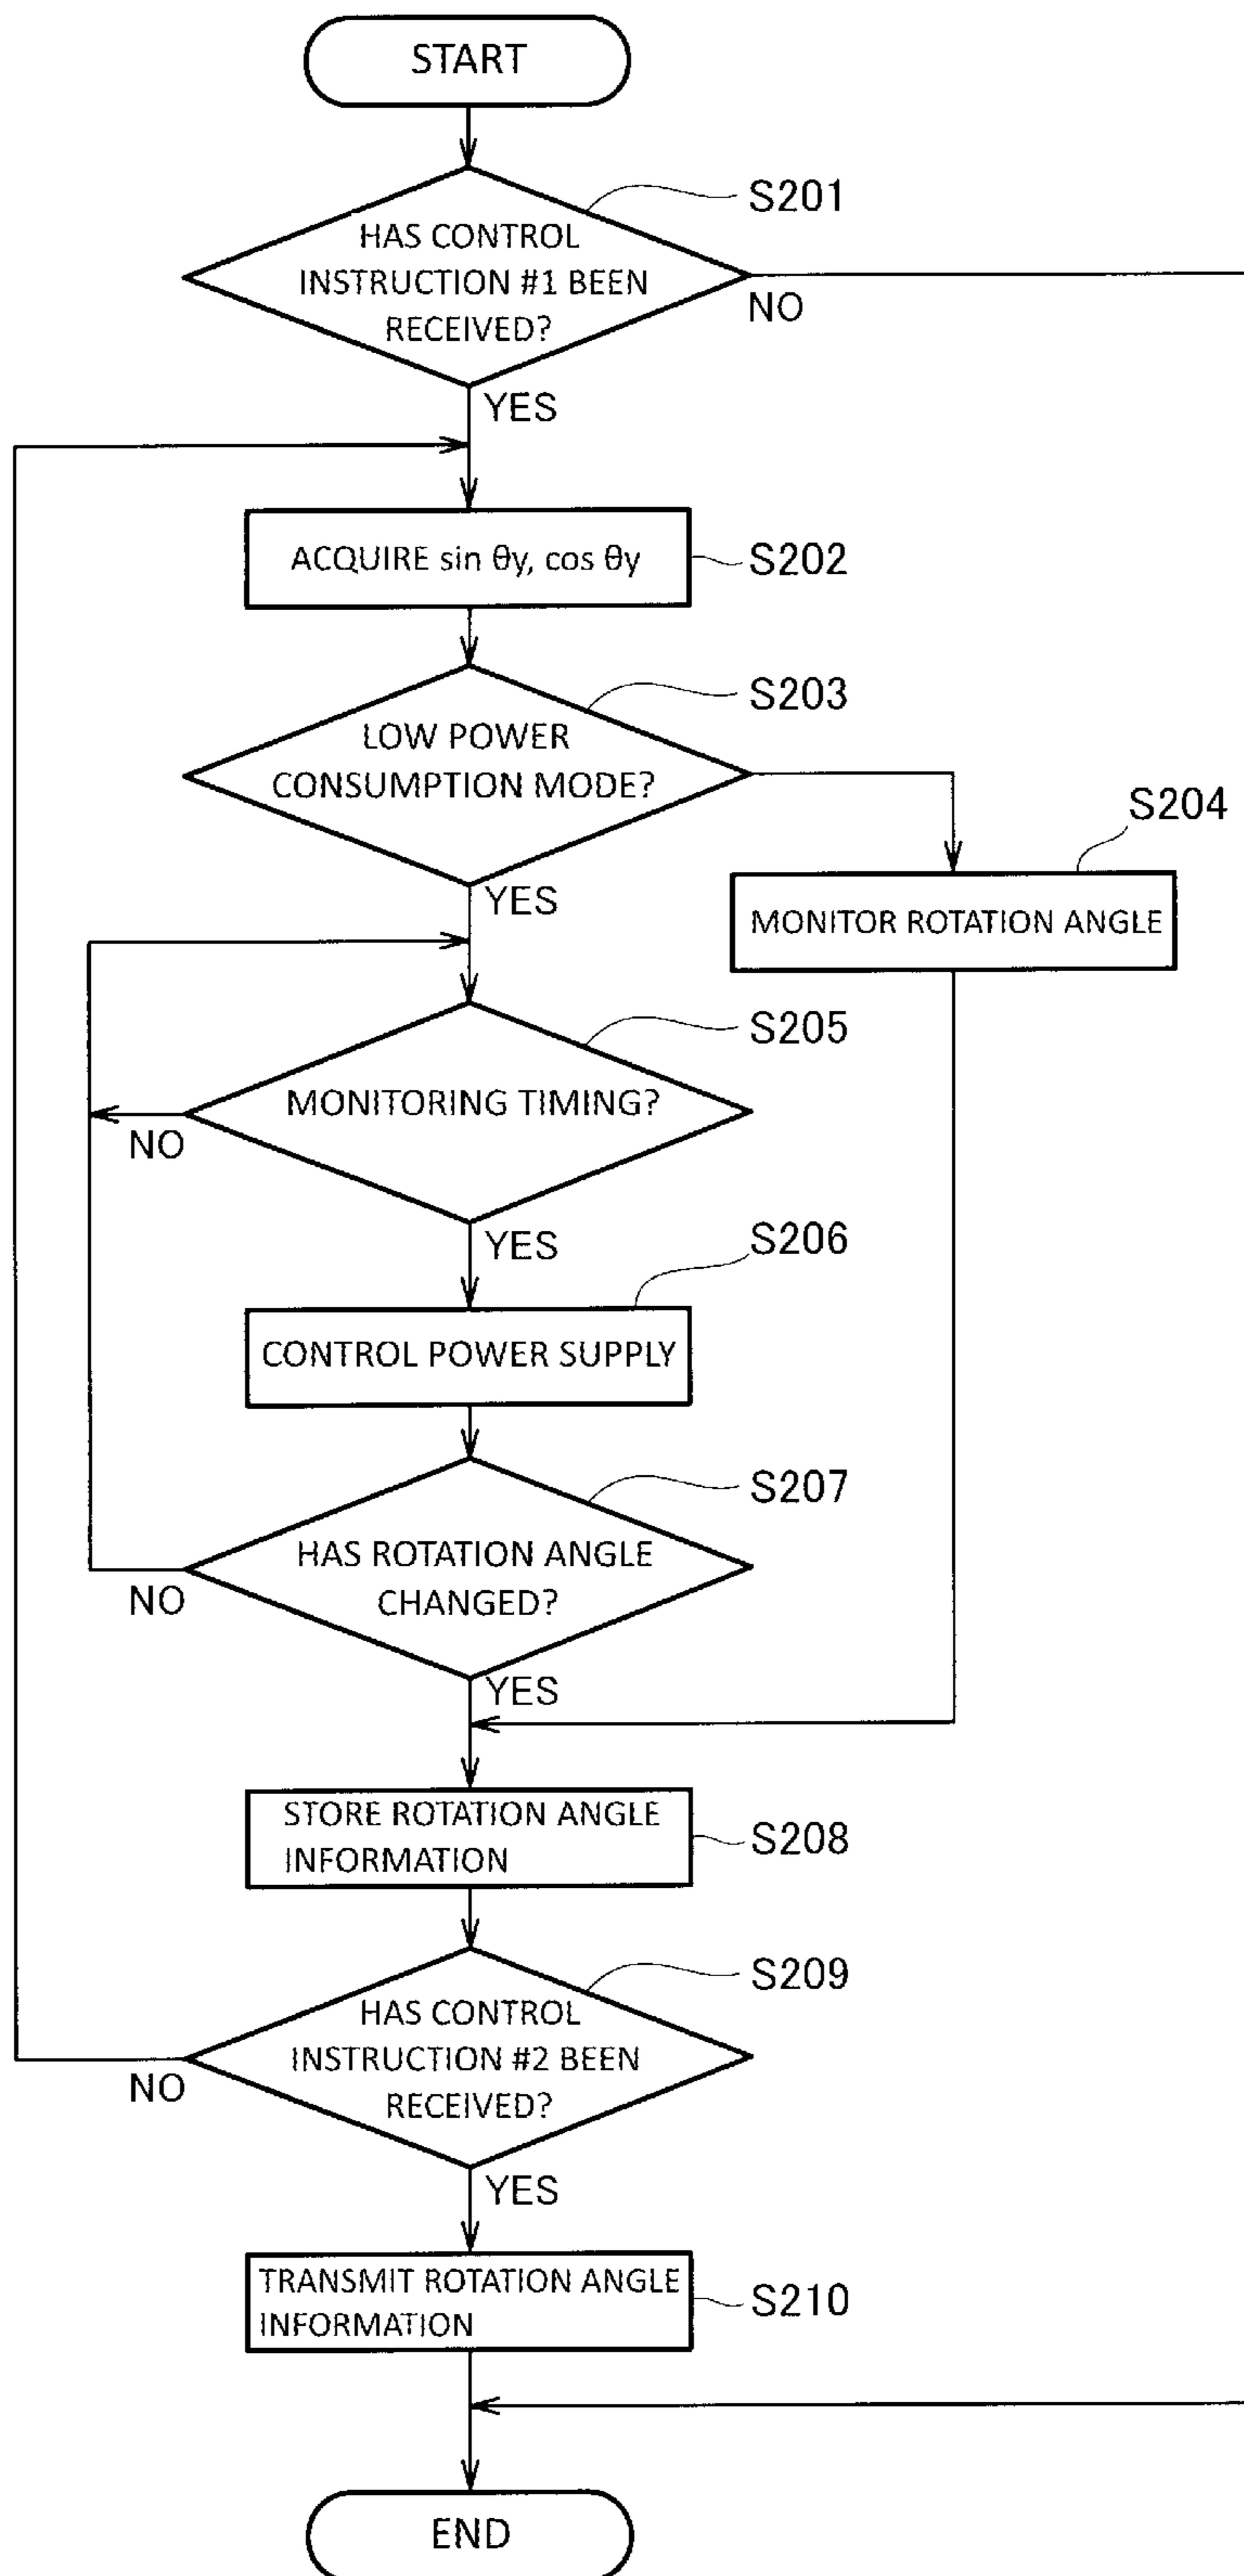 START
S201
HAS CONTROL
INSTRUCTION #1 BEEN
RECEIVED?
NO
YES
ACQUIRE sin θy, cos θy
S202
S203
LOW POWER
CONSUMPTION MODE?
S204
YES
MONITOR ROTATION ANGLE
S205
MONITORING TIMING?
NO
YES
S206
CONTROL POWER SUPPLY
S207
HAS ROTATION ANGLE
CHANGED?
NO
YES
STORE ROTATION ANGLE
INFORMATION
S208
S209
HAS CONTROL
INSTRUCTION #2 BEEN
RECEIVED?
NO
YES
TRANSMIT ROTATION ANGLE
INFORMATION
S210
END